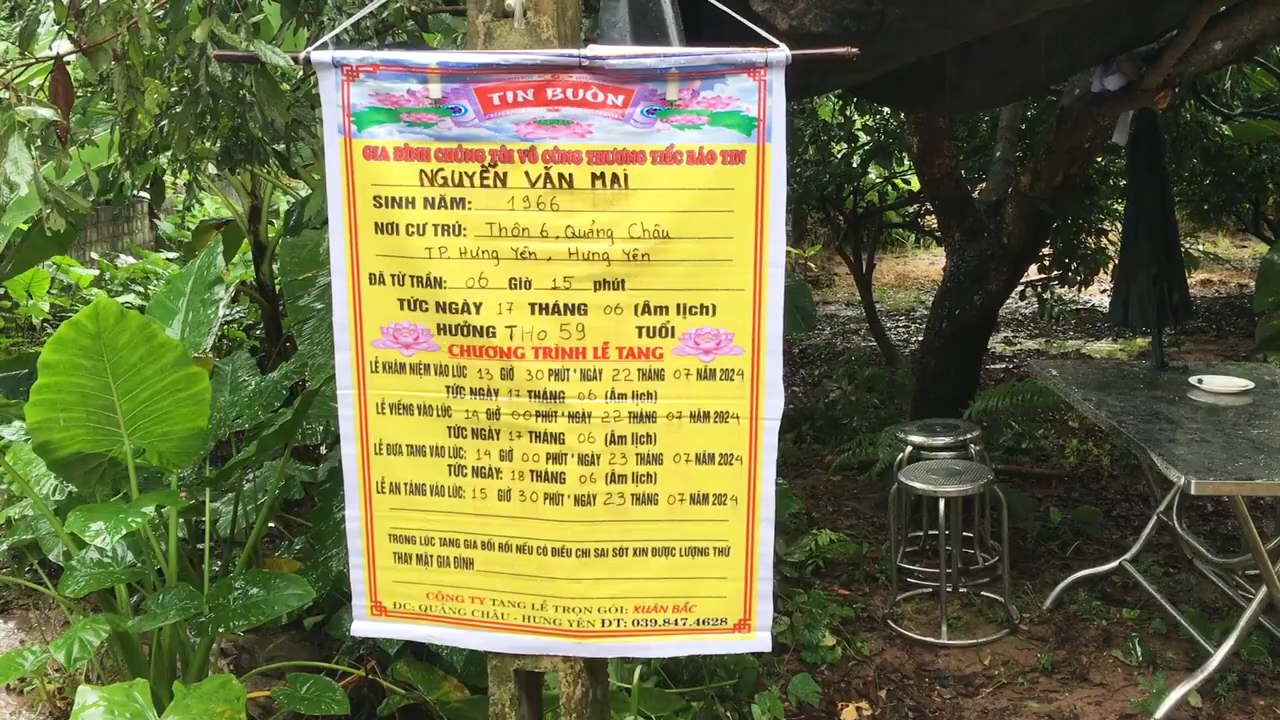 TIN BUỒN
GIA ĐÌNH CHÚNG TÔI VÔ CÙNG THƯƠNG TIẾC BÁO TIN
NGUYỄN VĂN MAI
SINH NĂM: 1966
NƠI CƯ TRÚ: Thôn 6, Quảng Châu
TP. Hưng Yên, Hưng Yên
ĐÃ TỪ TRẦN: 06 Giờ 15 phút
TỨC NGÀY 17 THÁNG 06 (Âm lịch)
HƯỞNG THỌ 59 TUỔI
CHƯƠNG TRÌNH LỄ TANG
LỄ KHÂM NIỆM VÀO LÚC 13 GIỜ 30 PHÚT ' NGÀY 22 THÁNG 07 NĂM 2024
TỨC NGÀY 17 THÁNG 06 (Âm lịch)
LỄ VIẾNG VÀO LÚC 14 GIỜ 00 PHÚT ' NGÀY 22 THÁNG 07 NĂM 2024
TỨC NGÀY 17 THÁNG 06 (Âm lịch)
LỄ ĐƯA TANG VÀO LÚC: 14 GIỜ 00 PHÚT ' NGÀY 23 THÁNG 07 NĂM 2024
TỨC NGÀY: 18 THÁNG 06 (Âm lịch)
LỄ AN TÁNG VÀO LÚC: 15 GIỜ 30 PHÚT ' NGÀY 23 THÁNG 07 NĂM 2024
TRONG LÚC TANG GIA BỐI RỐI NẾU CÓ ĐIỀU CHI SAI SÓT XIN ĐƯỢC LƯỢNG THỨ
THAY MẶT GIA ĐÌNH
CÔNG TY TANG LỄ TRỌN GÓI: XUÂN BẮC
ĐC: QUẢNG CHÂU - HƯNG YÊN ĐT: 039.847.4628